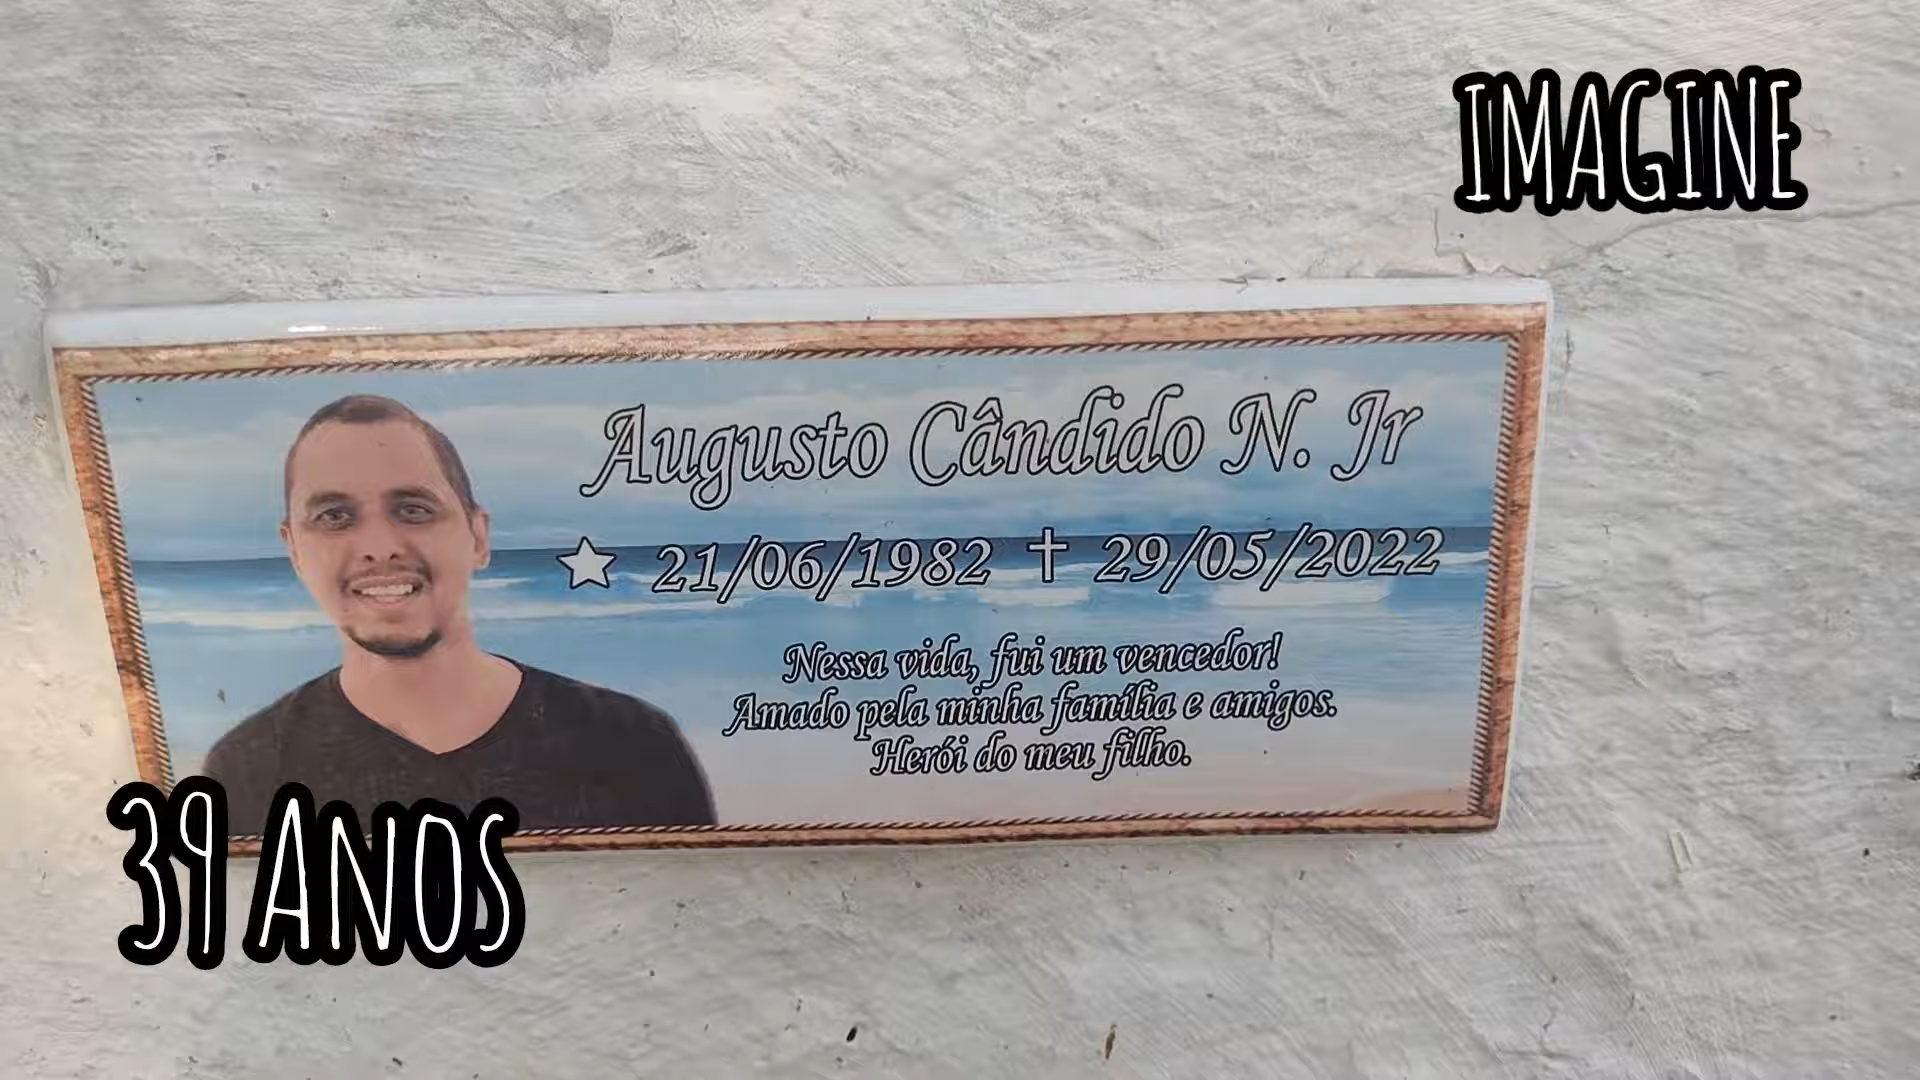 IMAGINE
Augusto Cândido N. Jr
21/06/1982 29/05/2022
Nessa vida, fui um vencedor!
Amado pela minha família e amigos.
Herói do meu filho.
39 ANOS